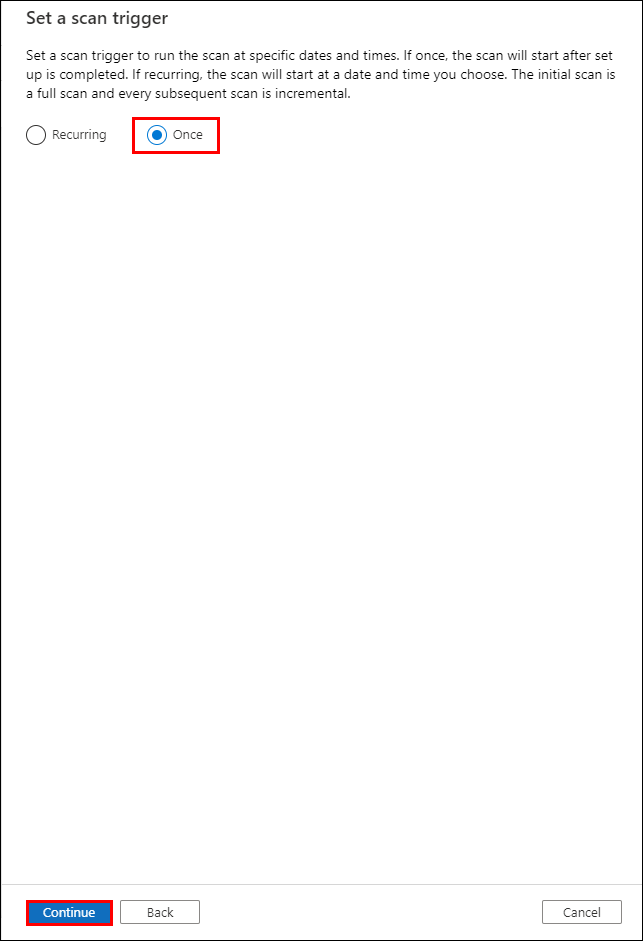 Set a scan trigger
Set a scan trigger to run the scan at specific dates and times. If once, the scan will start after set
up is completed. If recurring, the scan will start at a date and time you choose. The initial scan is
a full scan and every subsequent scan is incremental.
Recurring Once
Continue Back Cancel